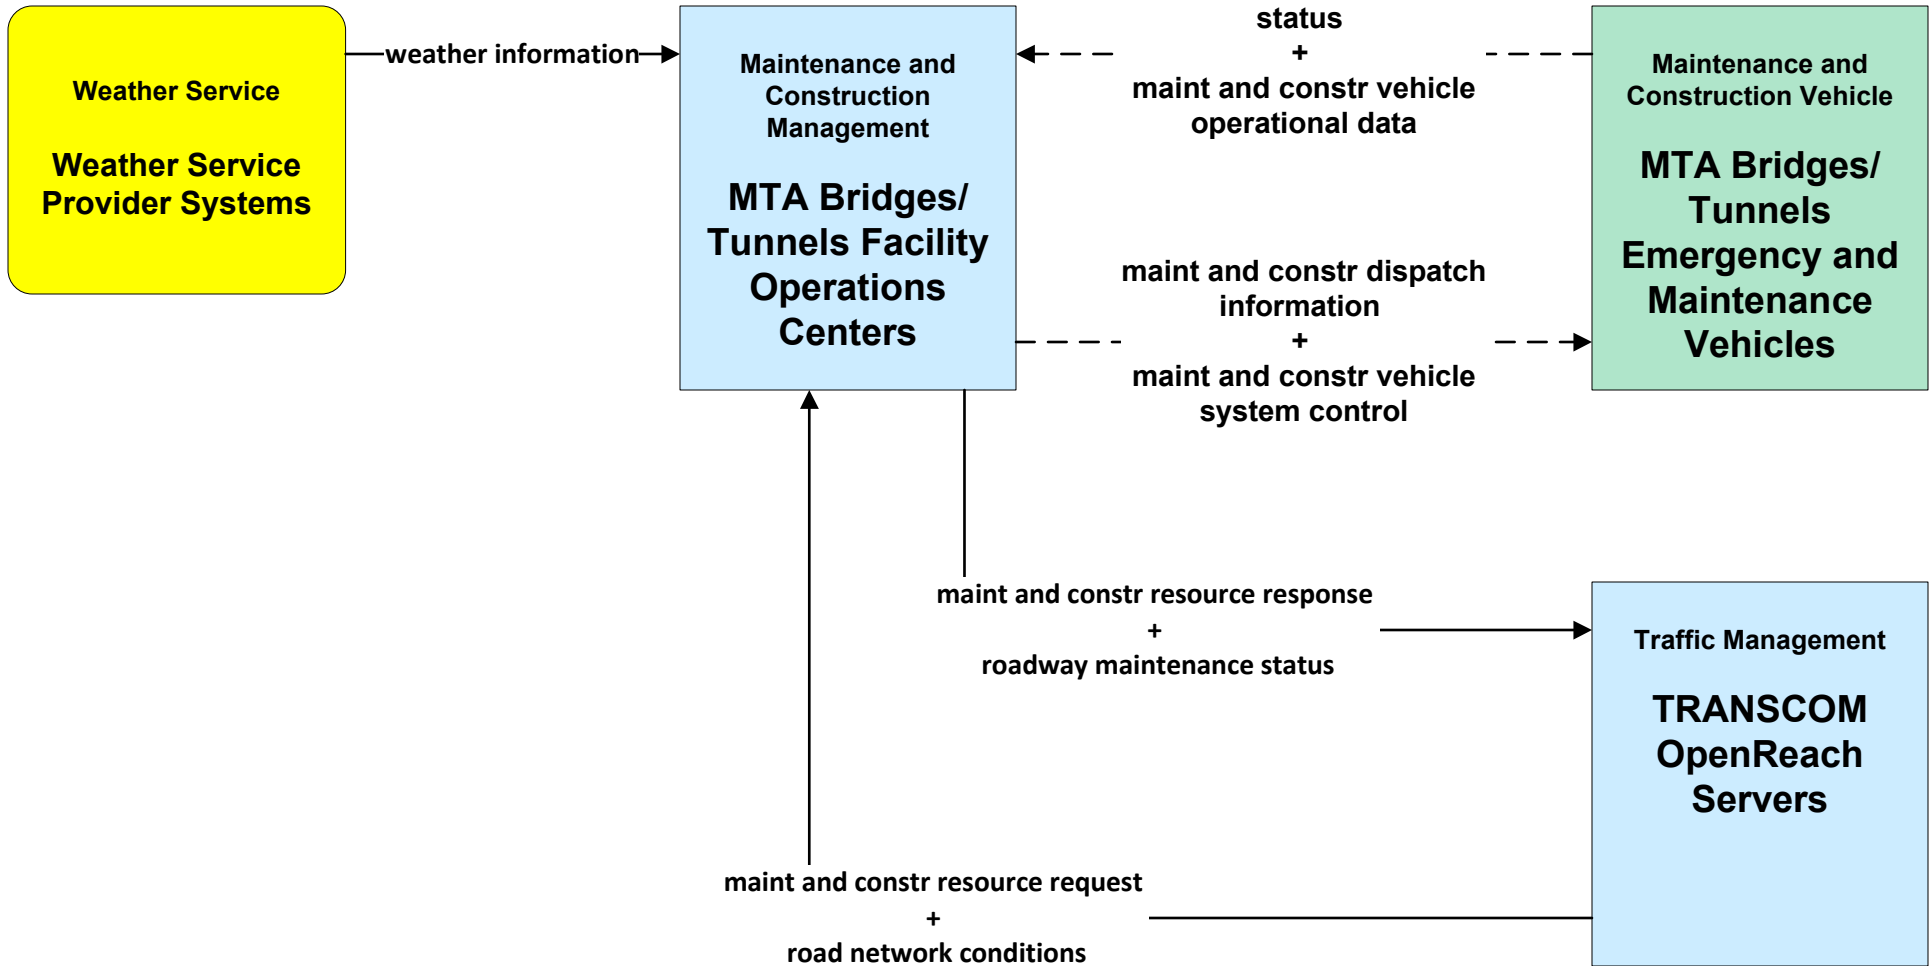 Weather Service
Weather Service
Provider Systems
weather information
Maintenance and
Construction
Management
MTA Bridges/
Tunnels Facility
Operations
Centers
status
+
maint and constr vehicle
operational data
maint and constr dispatch
information
+
maint and constr vehicle
system control
Maintenance and
Construction Vehicle
MTA Bridges/
Tunnels
Emergency and
Maintenance
Vehicles
maint and constr resource response
+
roadway maintenance status
Traffic Management
TRANSCOM
OpenReach
Servers
maint and constr resource request
+
road network conditions